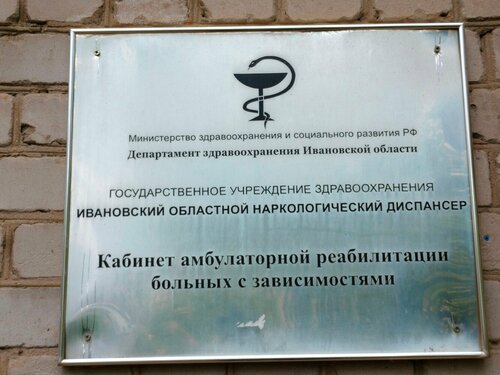 Министерство здравоохранения и социального развития РФ
Департамент здравоохранения Ивановской области
ГОСУДАРСТВЕННОЕ УЧРЕЖДЕНИЕ ЗДРАВООХРАНЕНИЯ
ИВАНОВСКИЙ ОБЛАСТНОЙ НАРКОЛОГИЧЕСКИЙ ДИСПАНСЕР
Кабинет амбулаторной реабилитации
больных с зависимостями